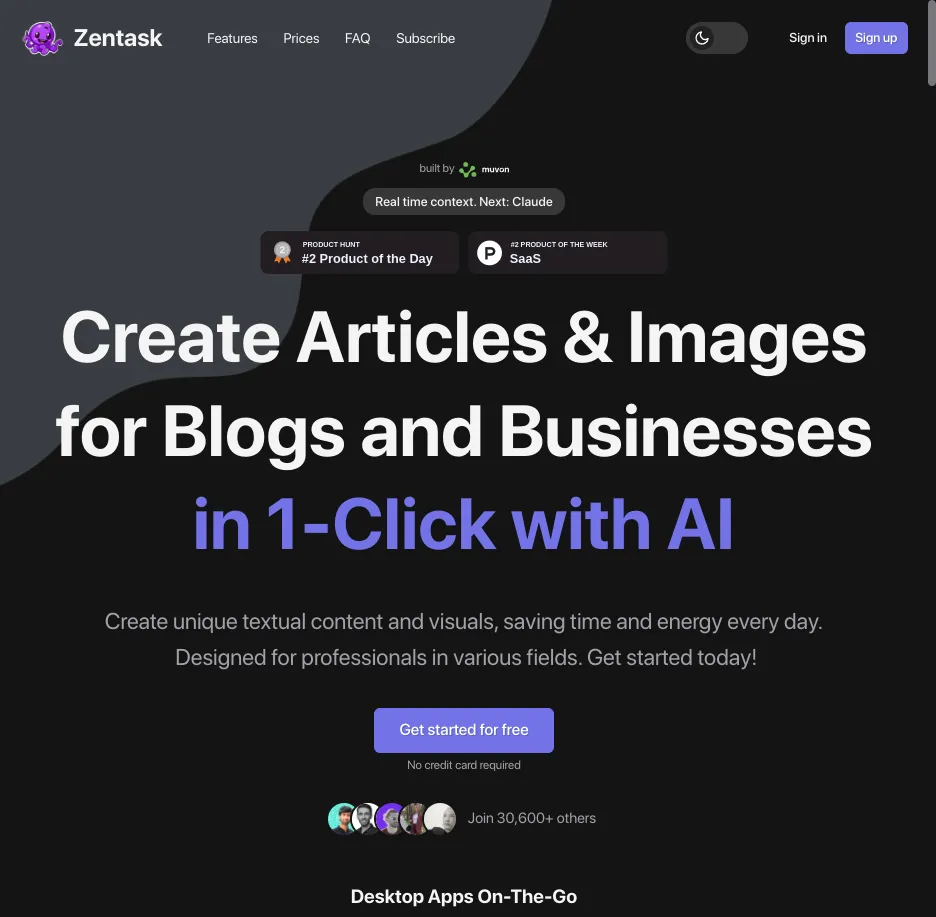 Zentask
Features
Prices
FAQ
Subscribe
Sign in
Sign up
built by muvon
Real time context. Next: Claude
2
PRODUCT HUNT
#2 Product of the Day
P
#2 PRODUCT OF THE WEEK
SaaS
Create Articles & Images
for Blogs and Businesses
in 1-Click with AI
Create unique textual content and visuals, saving time and energy every day.
Designed for professionals in various fields. Get started today!
Get started for free
No credit card required
Join 30,600+ others
Desktop Apps On-The-Go